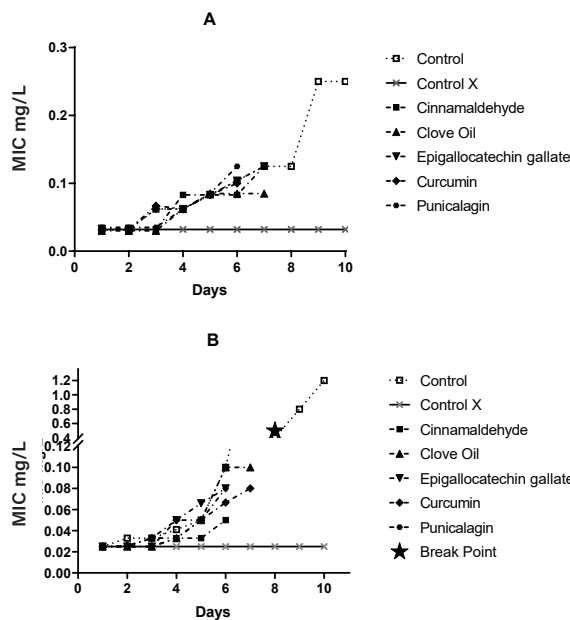 A
MIC mg/L
0.3
0.2
0.1
0.0
0 2 4 6 8 10
Days
Control
Control X
Cinnamaldehyde
Clove Oil
Epigallocatechin gallate
Curcumin
Punicalagin
B
MIC mg/L
1.2
1.0
0.8
0.6
0.4
0.12
0.10
0.08
0.06
0.04
0.02
0.00
0 2 4 6 8 10
Days
Control
Control X
Cinnamaldehyde
Clove Oil
Epigallocatechin gallate
Curcumin
Punicalagin
Break Point